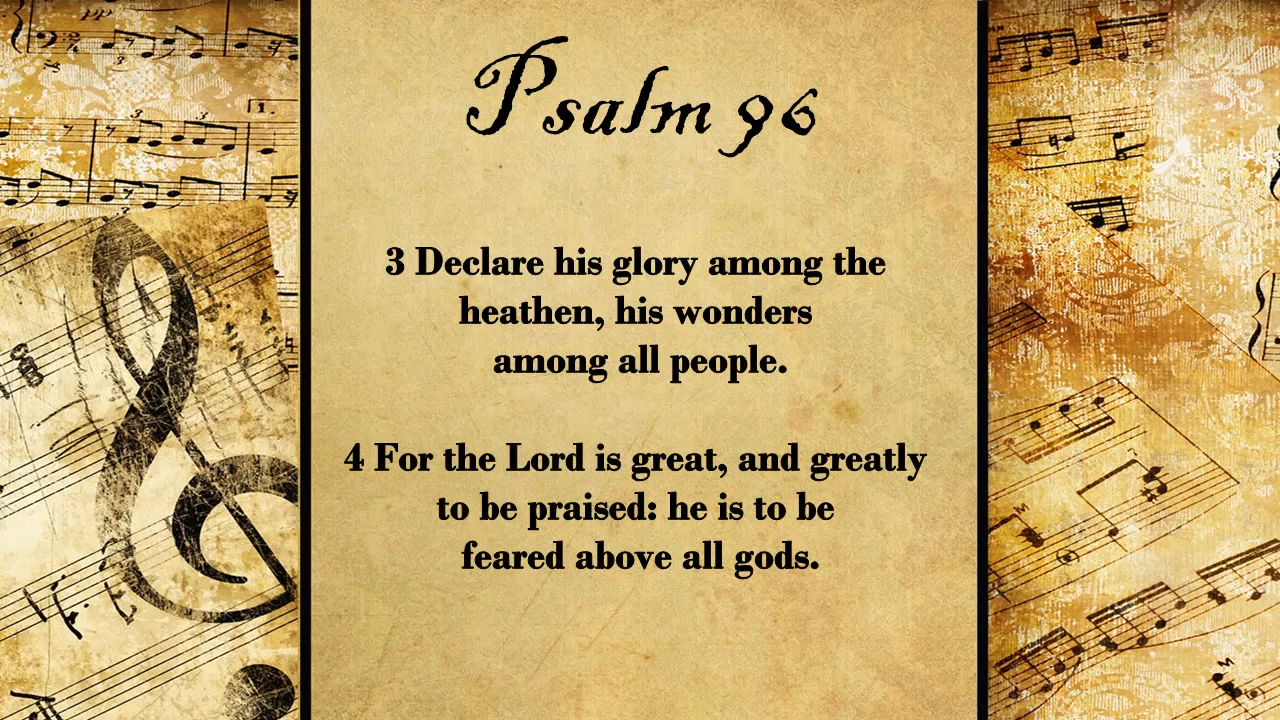 Psalm 96
3 Declare his glory among the
heathen, his wonders
among all people.
4 For the Lord is great, and greatly
to be praised: he is to be
feared above all gods.